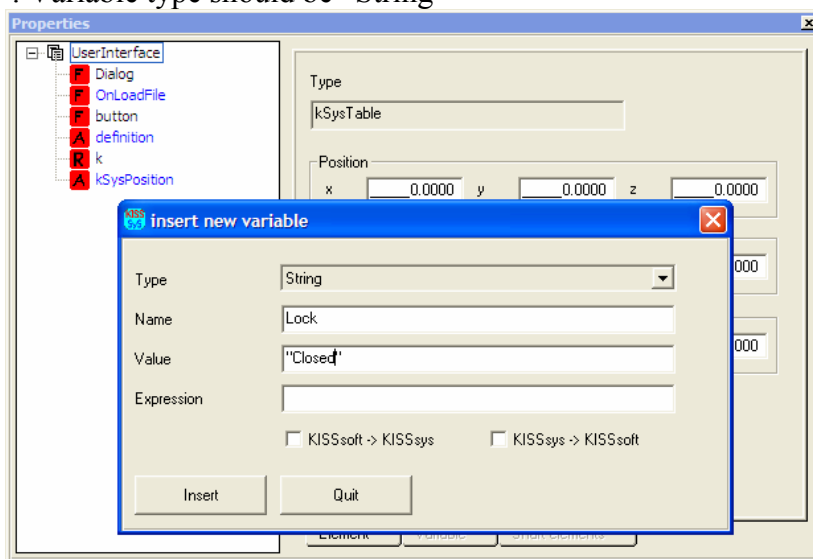 Variable type should be "String"
Properties
UserInterface
F Dialog
F OnLoadFile
F button
A definition
R k
A kSysPosition
Type
kSysTable
Position
x 0.0000 y 0.0000 z 0.0000
KISS sys insert new variable
000
Type String
Name Lock
000
Value "Closed"
Expression
KISSsoft -> KISSsys KISSsys -> KISSsoft
Insert Quit
Element Variable